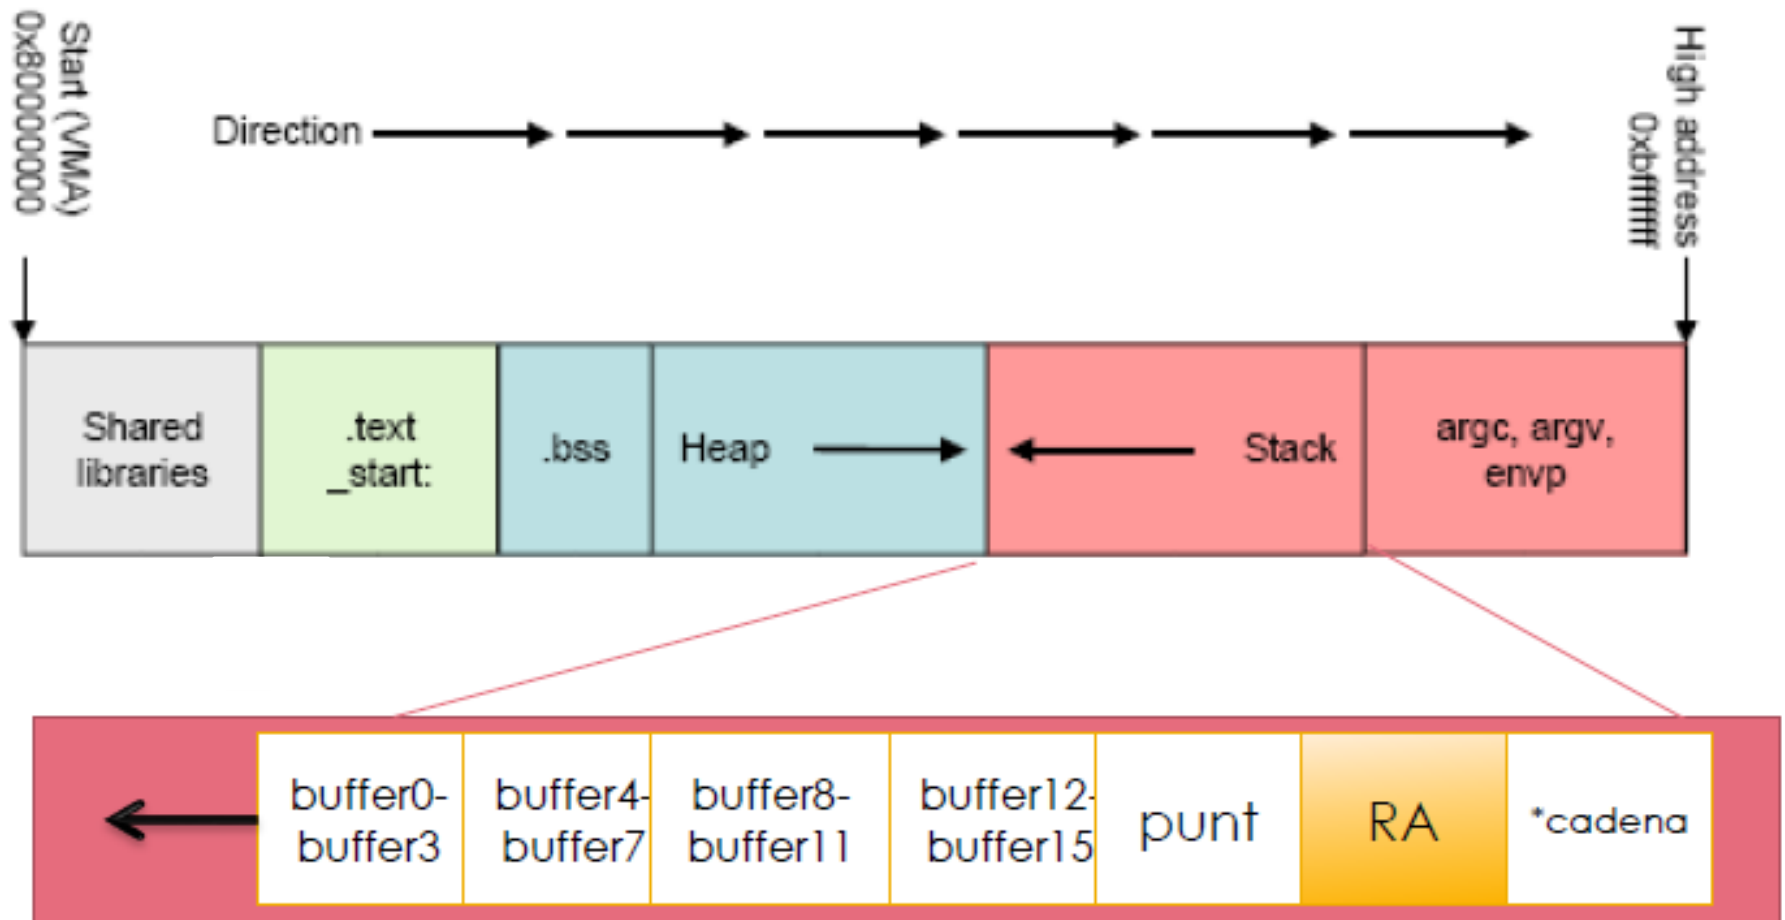 Start (VMA)
0x80000000
Direction
High address
0xbfffffff
Shared
libraries
.text
_start:
.bss
Heap
Stack
argc, argv,
envp
buffer0-
buffer3
buffer4-
buffer7
buffer8-
buffer11
buffer12-
buffer15
punt
RA
*cadena